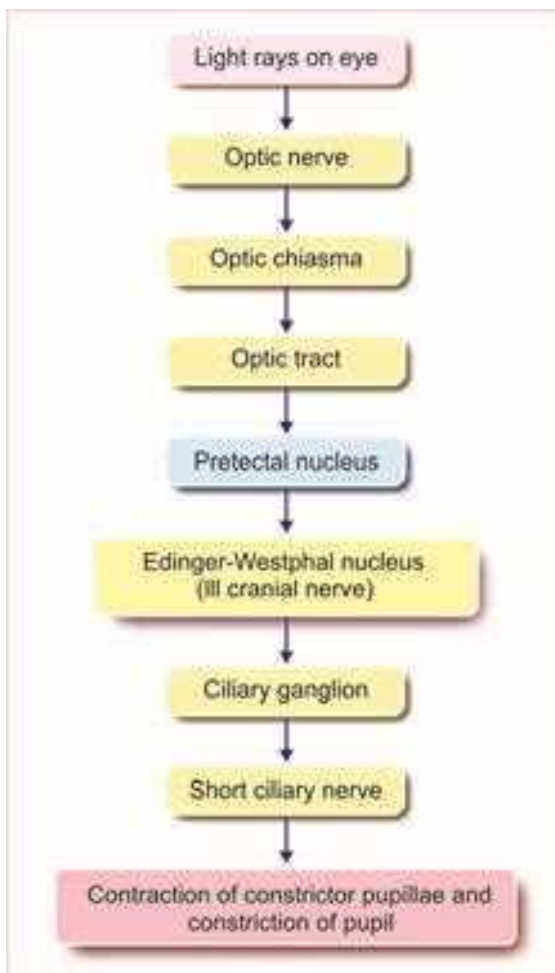 Light rays on eye
Optic nerve
Optic chiasma
Optic tract
Pretectal nucleus
Edinger-Westphal nucleus
(III cranial nerve)
Ciliary ganglion
Short ciliary nerve
Contraction of constrictor pupillae and
constriction of pupil